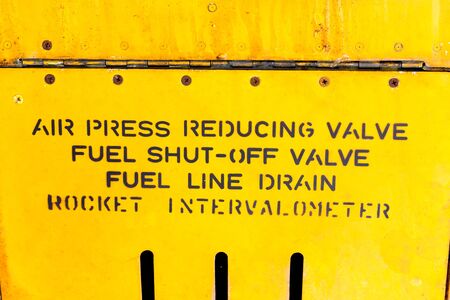 AIR PRESS REDUCING VALVE
FUEL SHUT-OFF VALVE
FUEL LINE DRAIN
ROCKET INTERVALOMETER